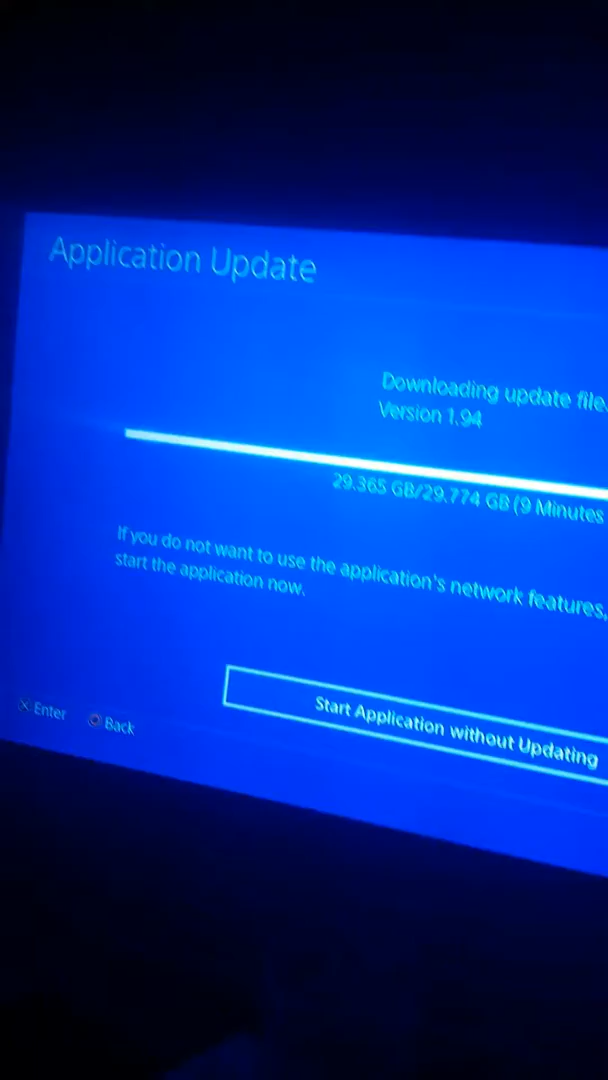 Application Update
Downloading update file
Version 1.94
29.365 GB/29.774 GB (9 Minutes
If you do not want to use the application's network features,
start the application now.
Start Application without Updating
Enter Back